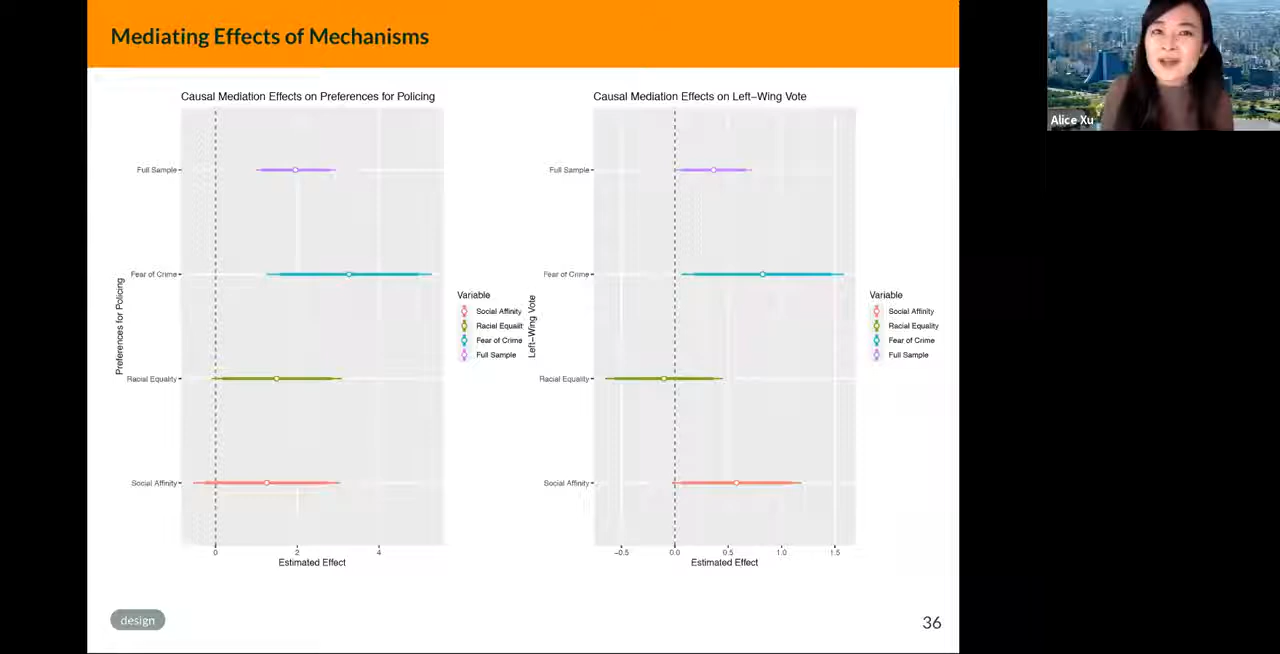 Mediating Effects of Mechanisms
Causal Mediation Effects on Preferences for Policing
Preferences for Policing
Full Sample
Fear of Crime
Racial Equality
Social Affinity
0 2 4
Estimated Effect
Variable
Social Affinity
Racial Equality
Fear of Crime
Full Sample
Causal Mediation Effects on Left-Wing Vote
Left-Wing Vote
Full Sample
Fear of Crime
Racial Equality
Social Affinity
-0.5 0.0 0.5 1.0 1.5
Estimated Effect
Variable
Social Affinity
Racial Equality
Fear of Crime
Full Sample
design
36
Alice Xu